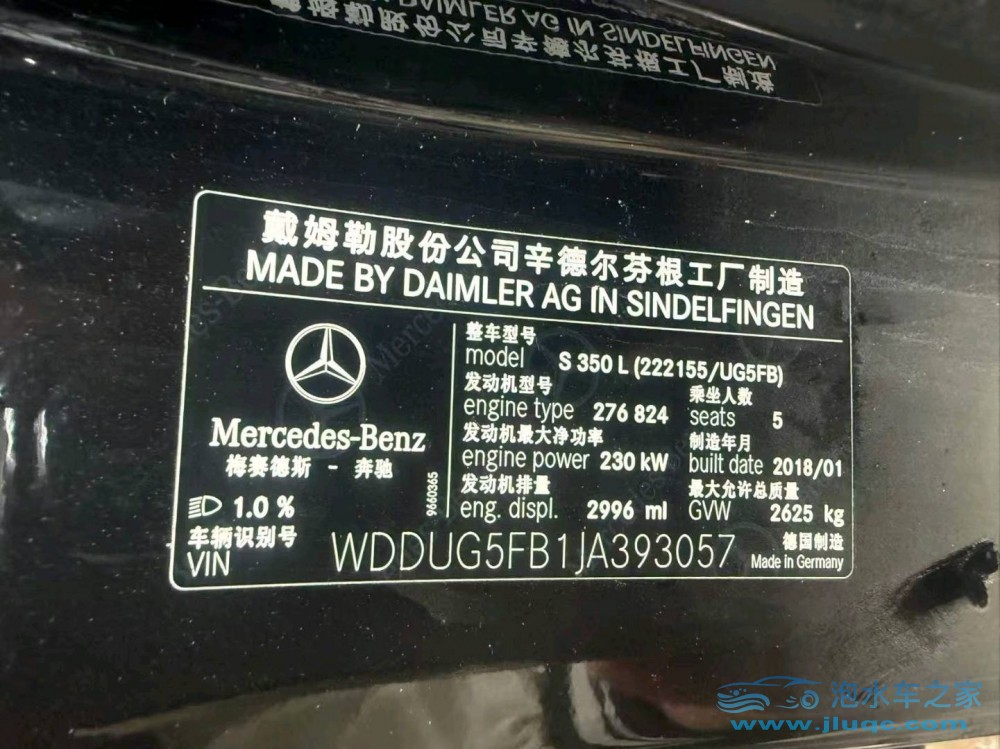 戴姆勒股份公司辛德尔芬根工厂制造
MADE BY DAIMLER AG IN SINDELFINGEN
Mercedes-Benz
梅赛德斯 - 奔驰
1.0 %
9660365
整车型号
model S 350 L (222155/UG5FB)
发动机型号 乘坐人数
engine type 276 824 seats 5
发动机最大净功率 制造年月
engine power 230 kW built date 2018/01
发动机排量 最大允许总质量
eng. displ. 2996 ml GVW 2625 kg
车辆识别号 德国制造
VIN WDDUG5FB1JA393057 Made in Germany
泡水车之家
www.jluqc.com